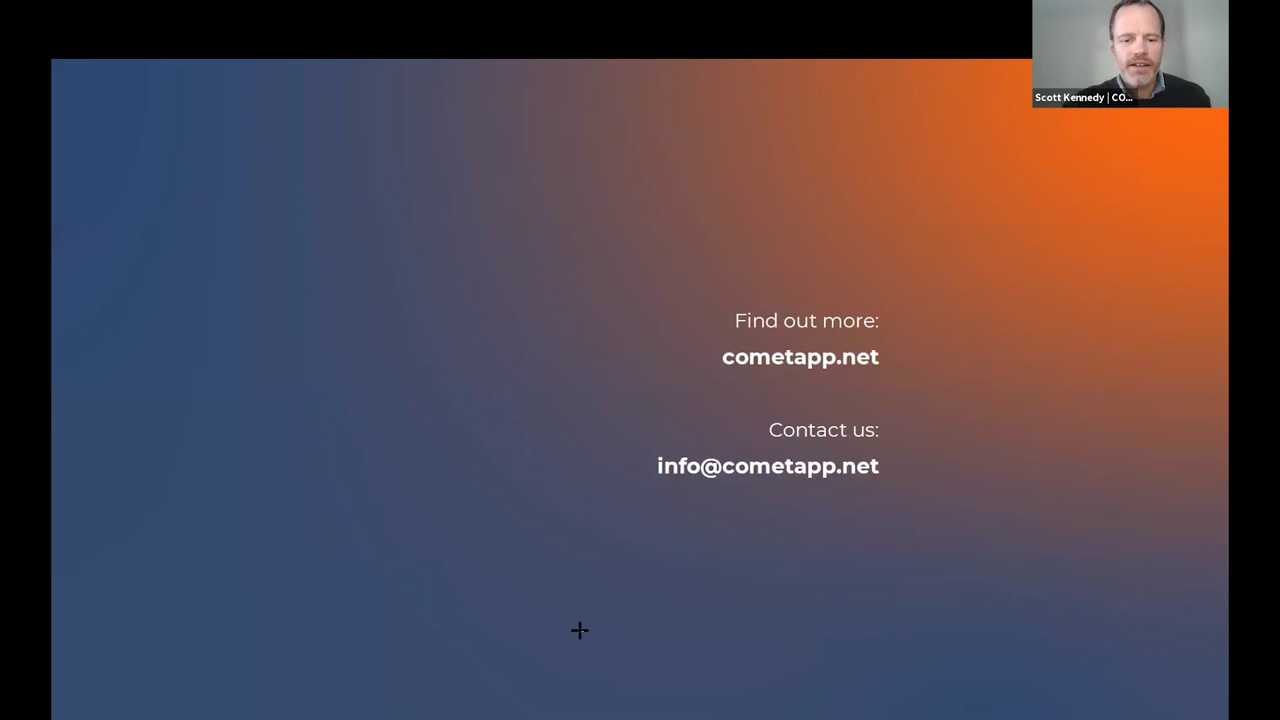 Scott Kennedy | CO...
Find out more:
cometapp.net
Contact us:
info@cometapp.net